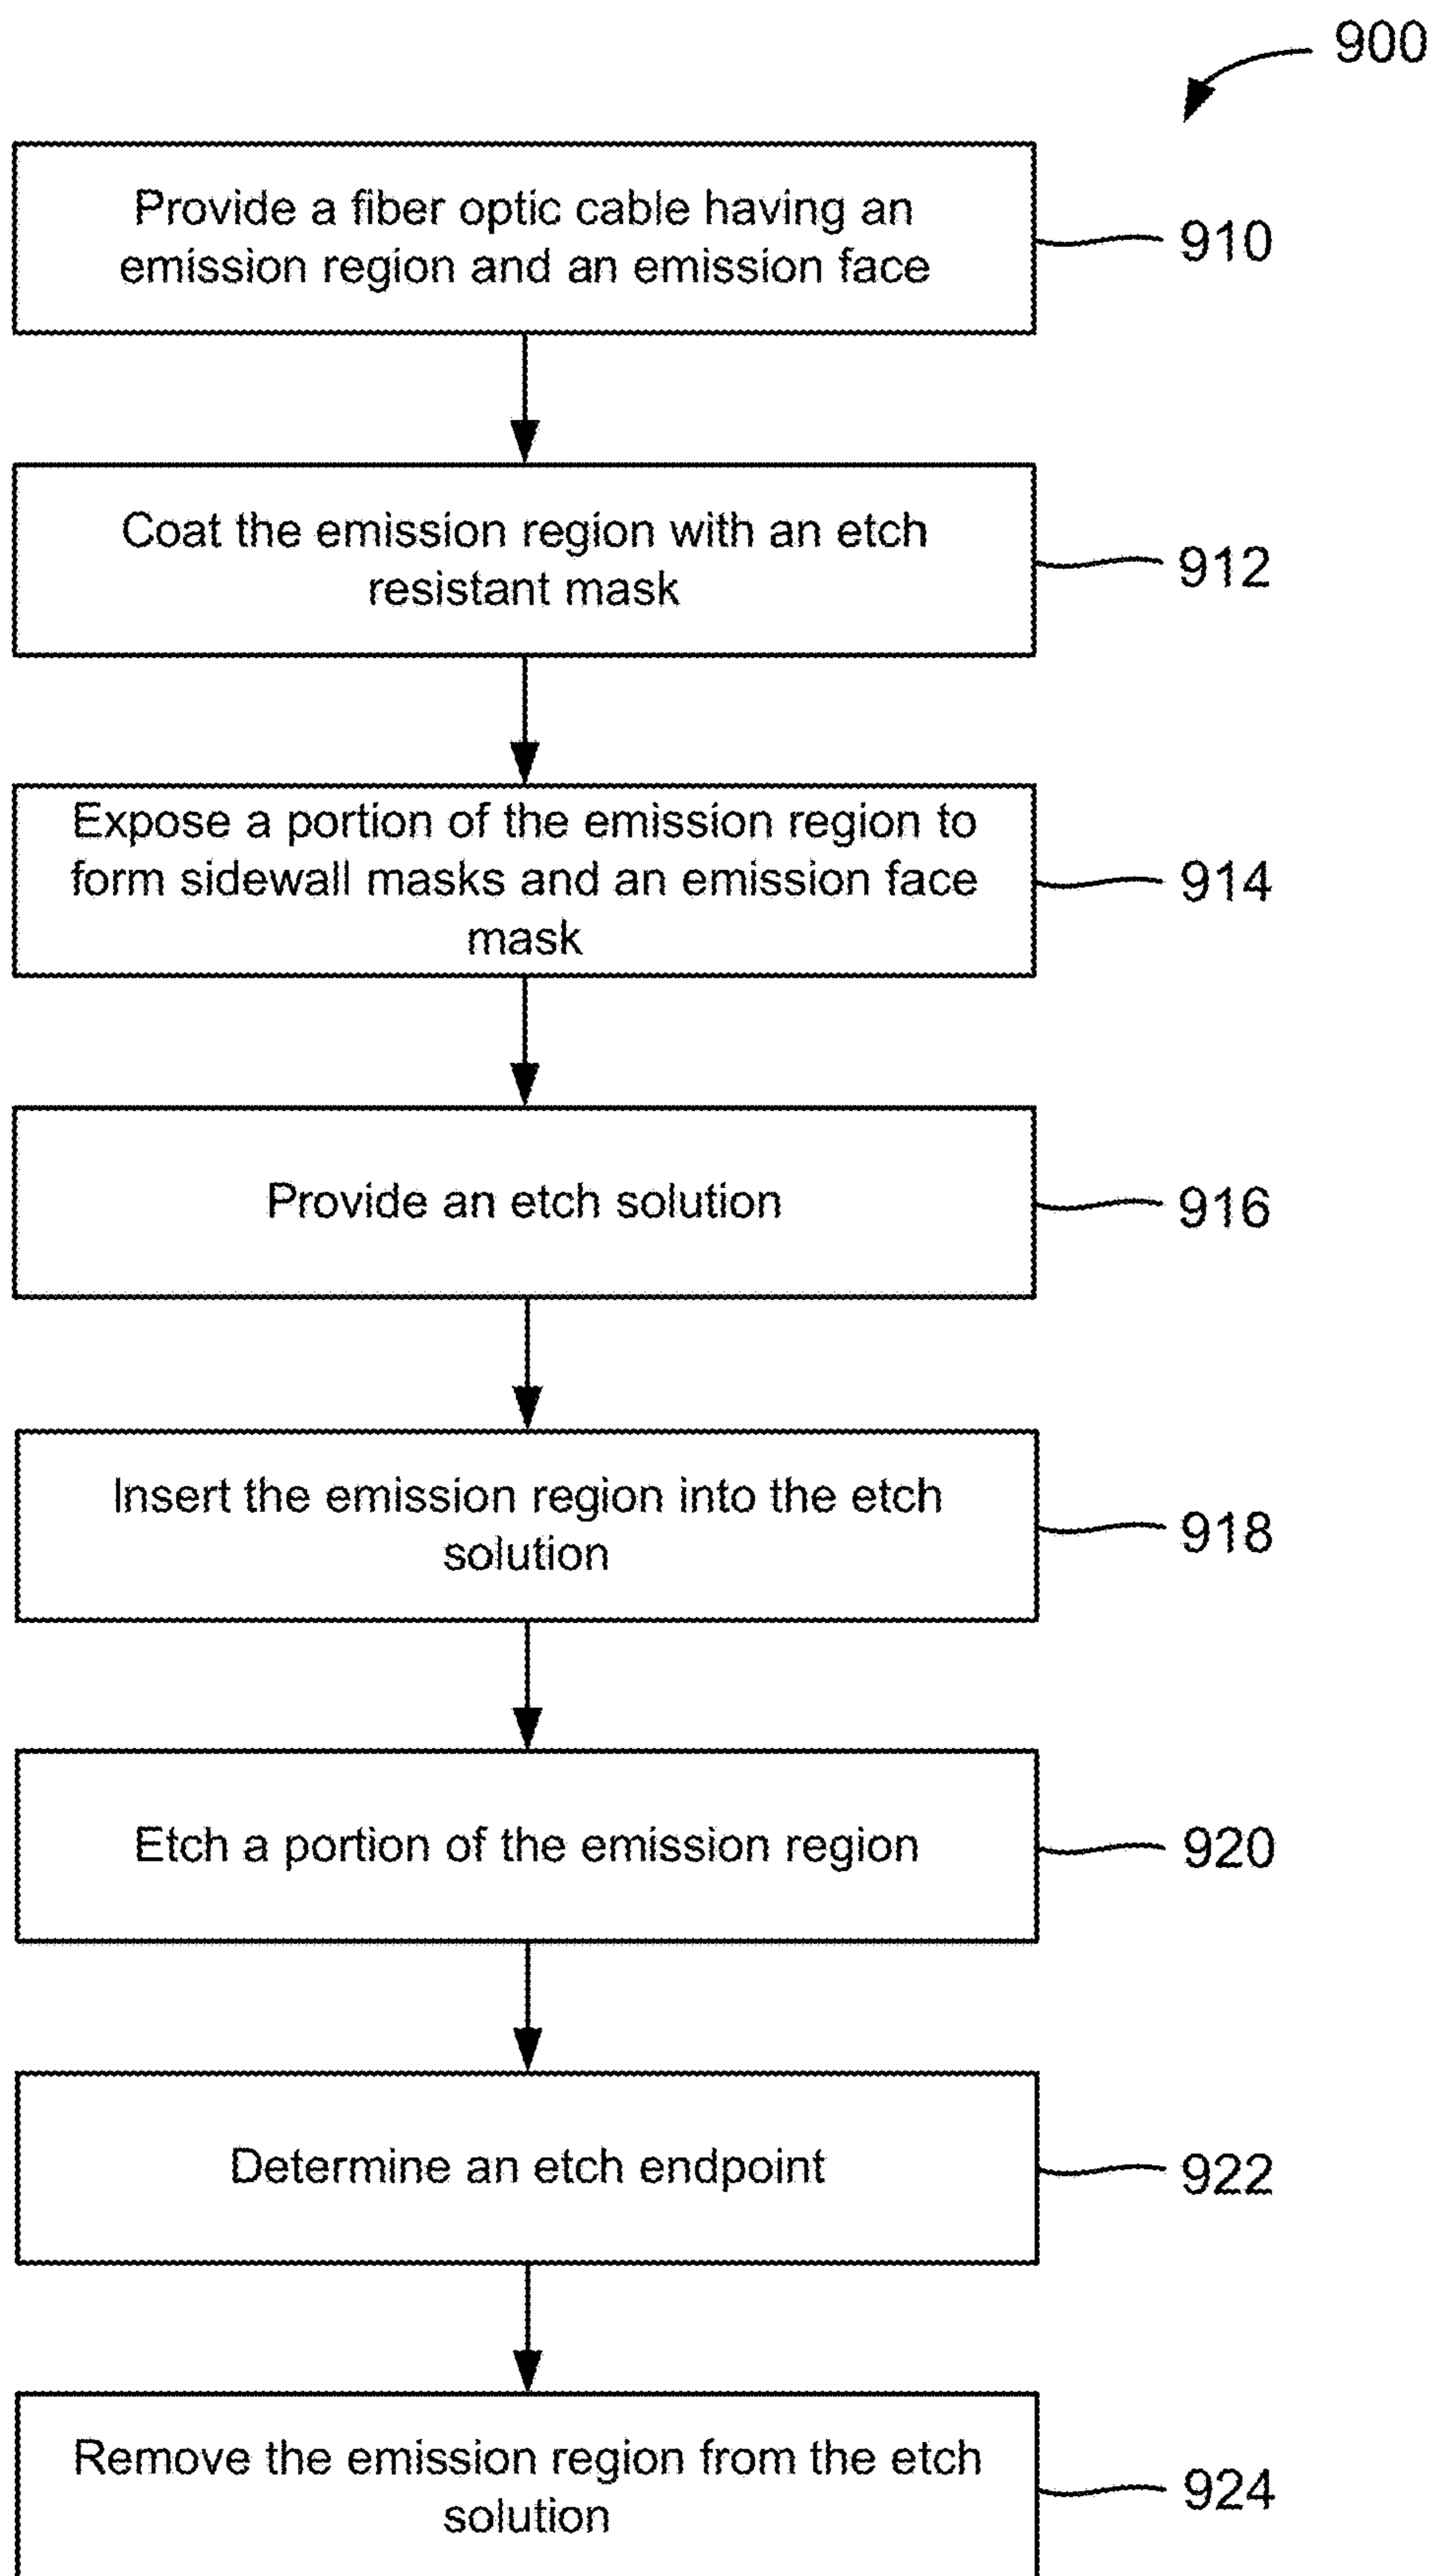 900
Provide a fiber optic cable having an
emission region and an emission face
910
Coat the emission region with an etch
resistant mask
912
Expose a portion of the emission region to
form sidewall masks and an emission face
mask
914
Provide an etch solution
916
Insert the emission region into the etch
solution
918
Etch a portion of the emission region
920
Determine an etch endpoint
922
Remove the emission region from the etch
solution
924